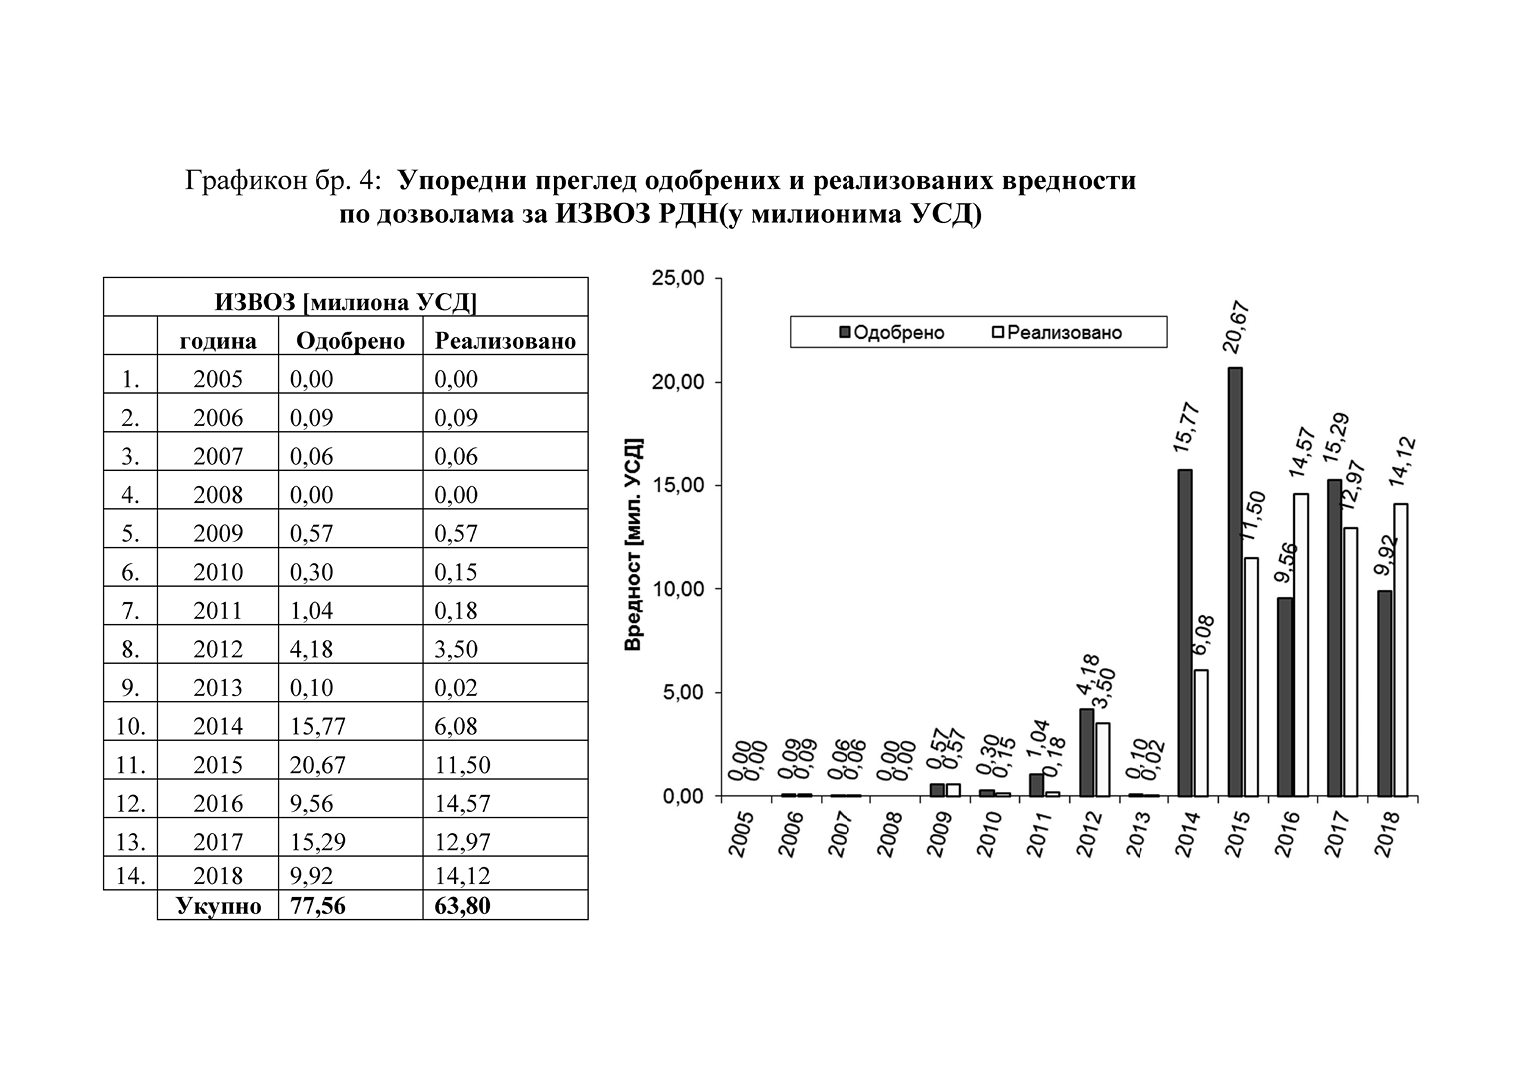 Графикон бр. 4: Упоредни преглед одобрених и реализованих вредности
по дозволама за ИЗВОЗ РДН(у милионима УСД)
ИЗВОЗ [милиона УСД]
година Одобрено Реализовано
1. 2005 0,00 0,00
2. 2006 0,09 0,09
3. 2007 0,06 0,06
4. 2008 0,00 0,00
5. 2009 0,57 0,57
6. 2010 0,30 0,15
7. 2011 1,04 0,18
8. 2012 4,18 3,50
9. 2013 0,10 0,02
10. 2014 15,77 6,08
11. 2015 20,67 11,50
12. 2016 9,56 14,57
13. 2017 15,29 12,97
14. 2018 9,92 14,12
Укупно 77,56 63,80
Вредност [мил. УСД]
25,00
20,00
15,00
10,00
5,00
0,00
Одобрено Реализовано
0,00 0,00
0,09 0,09
0,06 0,06
0,00 0,00
0,57 0,57
0,30 0,15
1,04 0,18
4,18 3,50
0,10 0,02
15,77 6,08
20,67 11,50
9,56 14,57
15,29 12,97
9,92 14,12
2005 2006 2007 2008 2009 2010 2011 2012 2013 2014 2015 2016 2017 2018